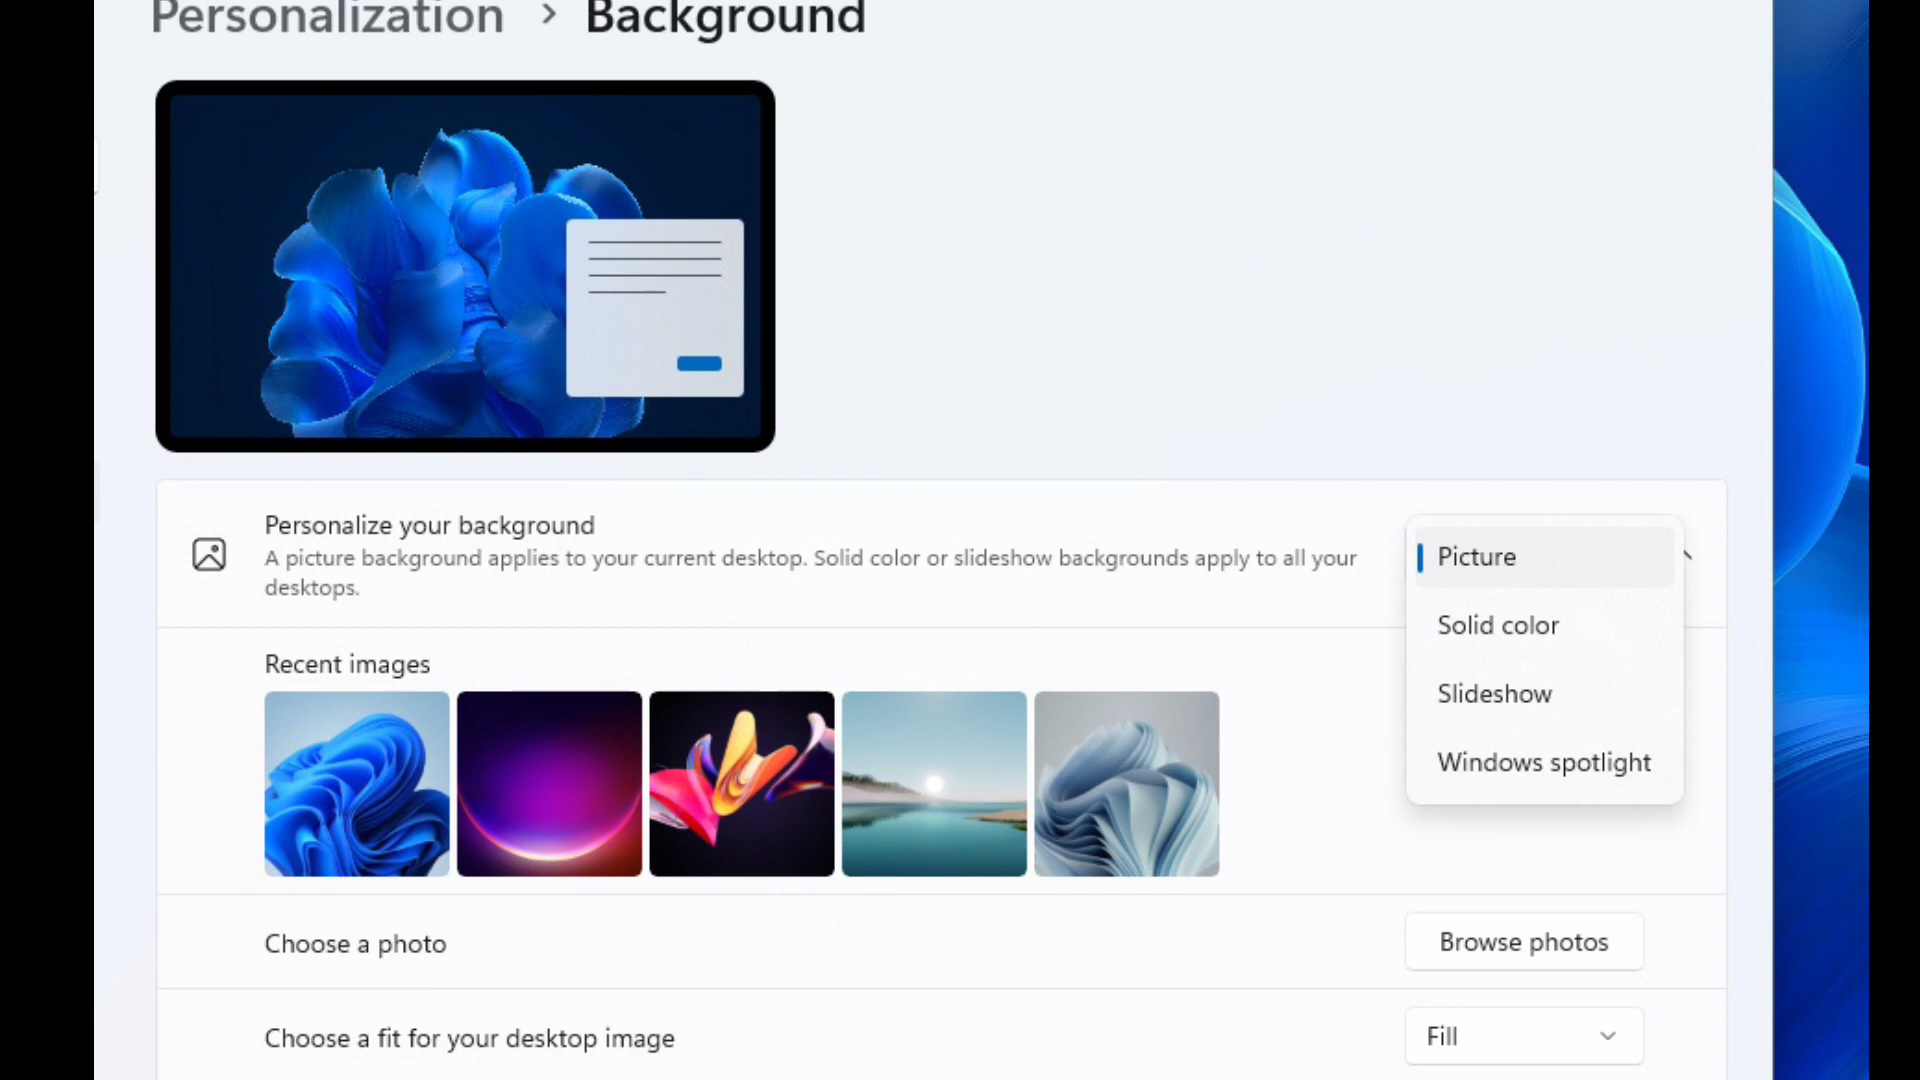 Personalization > Background
Personalize your background
A picture background applies to your current desktop. Solid color or slideshow backgrounds apply to all your
desktops.
Picture
Solid color
Slideshow
Windows spotlight
Recent images
Choose a photo
Browse photos
Choose a fit for your desktop image
Fill